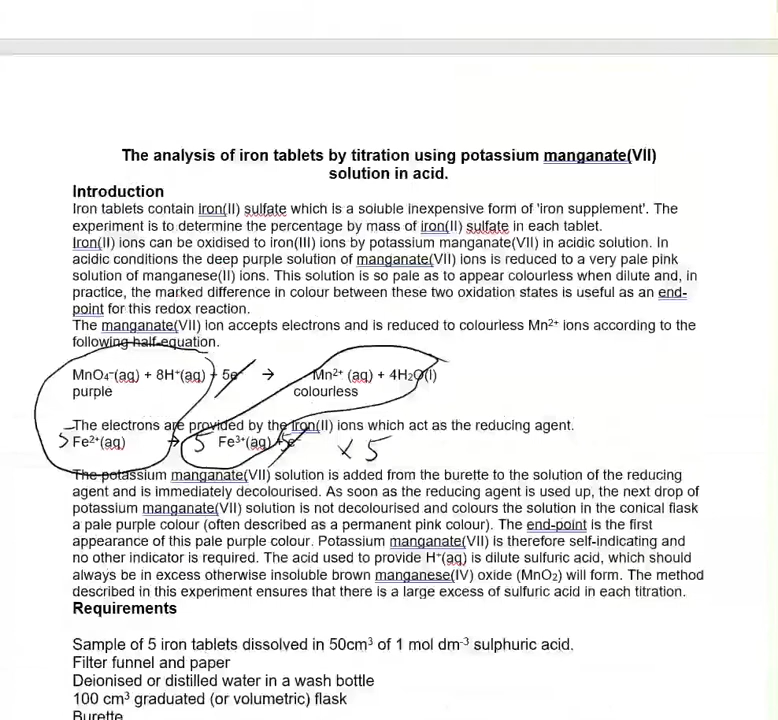 The analysis of iron tablets by titration using potassium manganate(VII)
solution in acid.
Introduction
Iron tablets contain iron(II) sulfate which is a soluble inexpensive form of 'iron supplement'. The
experiment is to determine the percentage by mass of iron(II) sulfate in each tablet.
Iron(II) ions can be oxidised to iron(III) ions by potassium manganate(VII) in acidic solution. In
acidic conditions the deep purple solution of manganate(VII) ions is reduced to a very pale pink
solution of manganese(II) ions. This solution is so pale as to appear colourless when dilute and, in
practice, the marked difference in colour between these two oxidation states is useful as an end-
point for this redox reaction.
The manganate(VII) ion accepts electrons and is reduced to colourless Mn²⁺ ions according to the
following half-equation.
MnO₄⁻(aq) + 8H⁺(aq) + 5e⁻ → Mn²⁺ (aq) + 4H₂O(l)
purple colourless
The electrons are provided by the Iron(II) ions which act as the reducing agent.
5 Fe²⁺(aq) → 5 Fe³⁺(aq) + 5e⁻ × 5
The potassium manganate(VII) solution is added from the burette to the solution of the reducing
agent and is immediately decolourised. As soon as the reducing agent is used up, the next drop of
potassium manganate(VII) solution is not decolourised and colours the solution in the conical flask
a pale purple colour (often described as a permanent pink colour). The end-point is the first
appearance of this pale purple colour. Potassium manganate(VII) is therefore self-indicating and
no other indicator is required. The acid used to provide H⁺(aq) is dilute sulfuric acid, which should
always be in excess otherwise insoluble brown manganese(IV) oxide (MnO₂) will form. The method
described in this experiment ensures that there is a large excess of sulfuric acid in each titration.
Requirements
Sample of 5 iron tablets dissolved in 50cm³ of 1 mol dm⁻³ sulphuric acid.
Filter funnel and paper
Deionised or distilled water in a wash bottle
100 cm³ graduated (or volumetric) flask
Burette